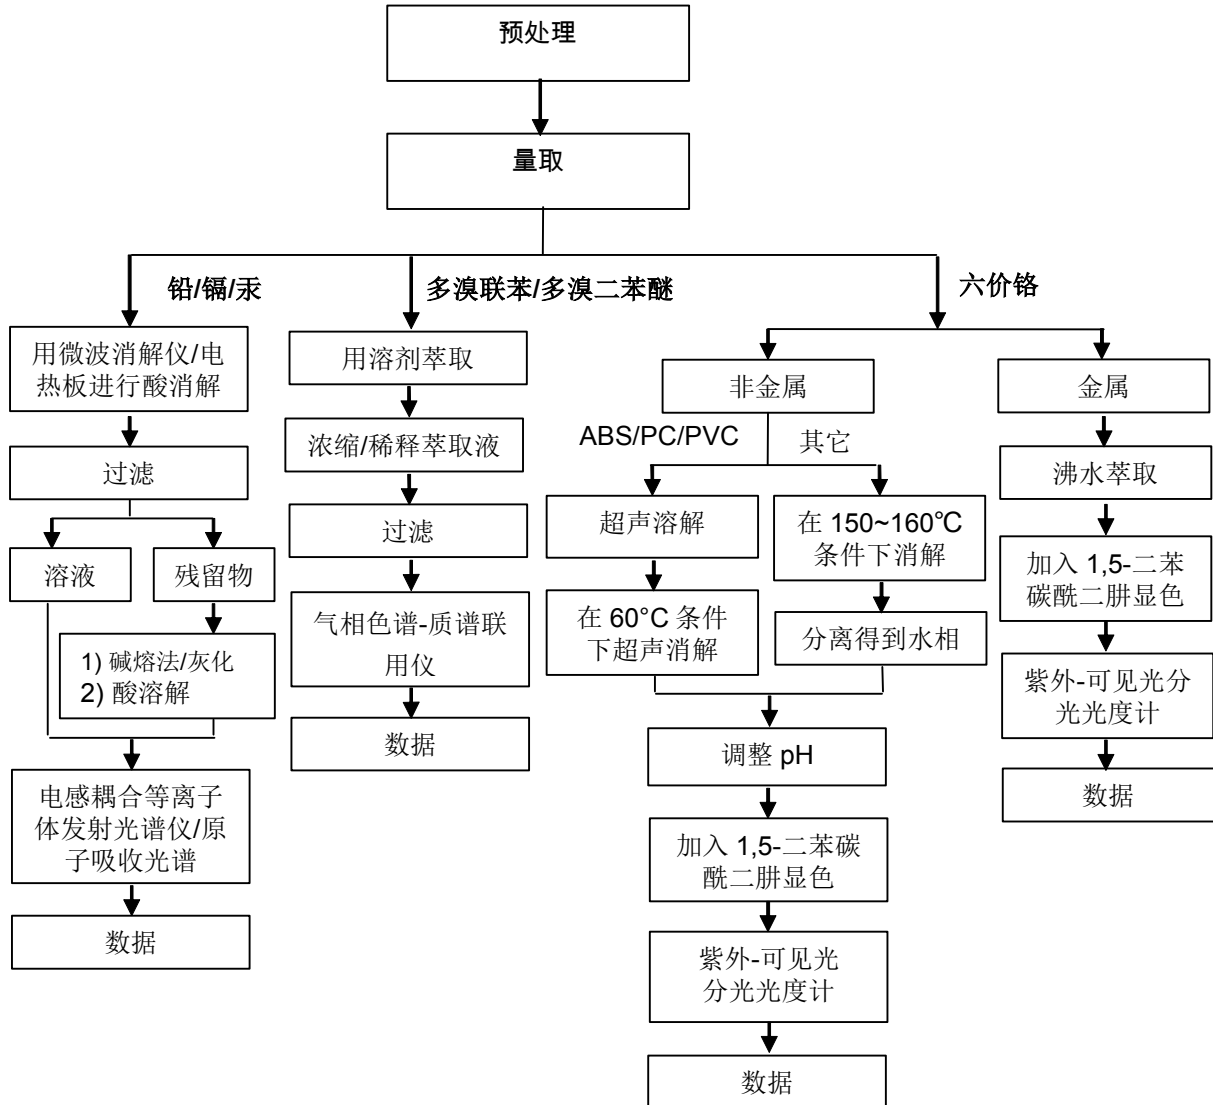 预处理
量取
铅/镉/汞
多溴联苯/多溴二苯醚
六价铬
用微波消解仪/电
热板进行酸消解
过滤
溶液
残留物
1) 碱熔法/灰化
2) 酸溶解
电感耦合等离子
体发射光谱仪/原
子吸收光谱
数据
用溶剂萃取
浓缩/稀释萃取液
过滤
气相色谱-质谱联
用仪
数据
非金属
ABS/PC/PVC
其它
超声溶解
在 60°C 条件
下超声消解
在 150~160℃
条件下消解
分离得到水相
调整 pH
加入 1,5-二苯碳
酰二肼显色
紫外-可见光
分光光度计
数据
金属
沸水萃取
加入 1,5-二苯
碳酰二肼显色
紫外-可见光分
光光度计
数据